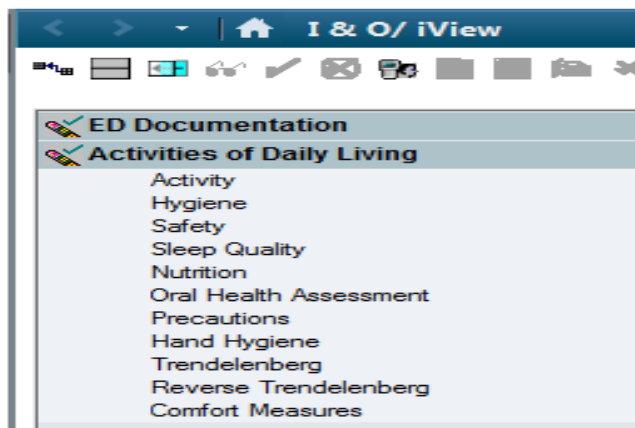 I & O/ iView
ED Documentation
Activities of Daily Living
Activity
Hygiene
Safety
Sleep Quality
Nutrition
Oral Health Assessment
Precautions
Hand Hygiene
Trendelenberg
Reverse Trendelenberg
Comfort Measures